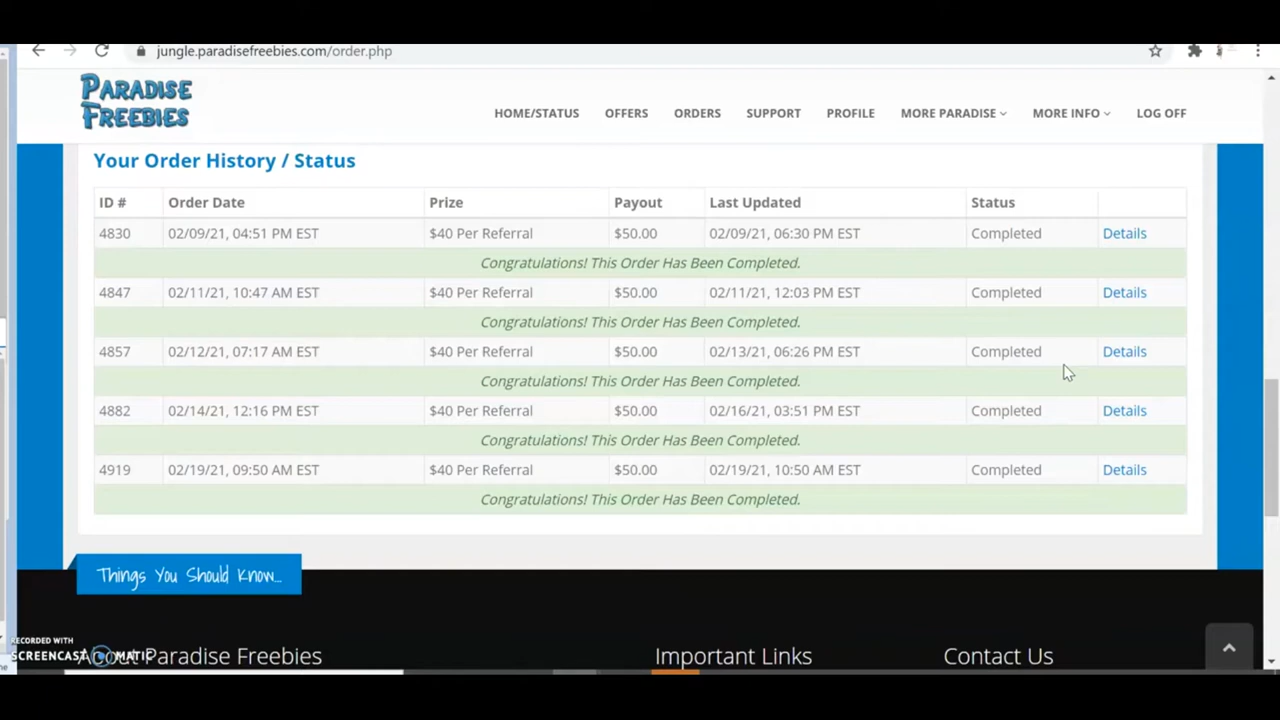 jungle.paradisefreebies.com/order.php
PARADISE
FREEBIES
HOME/STATUS OFFERS ORDERS SUPPORT PROFILE MORE PARADISE MORE INFO LOG OFF
Your Order History / Status
ID # Order Date Prize Payout Last Updated Status
4830 02/09/21, 04:51 PM EST $40 Per Referral $50.00 02/09/21, 06:30 PM EST Completed Details
Congratulations! This Order Has Been Completed.
4847 02/11/21, 10:47 AM EST $40 Per Referral $50.00 02/11/21, 12:03 PM EST Completed Details
Congratulations! This Order Has Been Completed.
4857 02/12/21, 07:17 AM EST $40 Per Referral $50.00 02/13/21, 06:26 PM EST Completed Details
Congratulations! This Order Has Been Completed.
4882 02/14/21, 12:16 PM EST $40 Per Referral $50.00 02/16/21, 03:51 PM EST Completed Details
Congratulations! This Order Has Been Completed.
4919 02/19/21, 09:50 AM EST $40 Per Referral $50.00 02/19/21, 10:50 AM EST Completed Details
Congratulations! This Order Has Been Completed.
Things You Should Know...
RECORDED WITH
SCREENCAST MATIC
About Paradise Freebies Important Links Contact Us